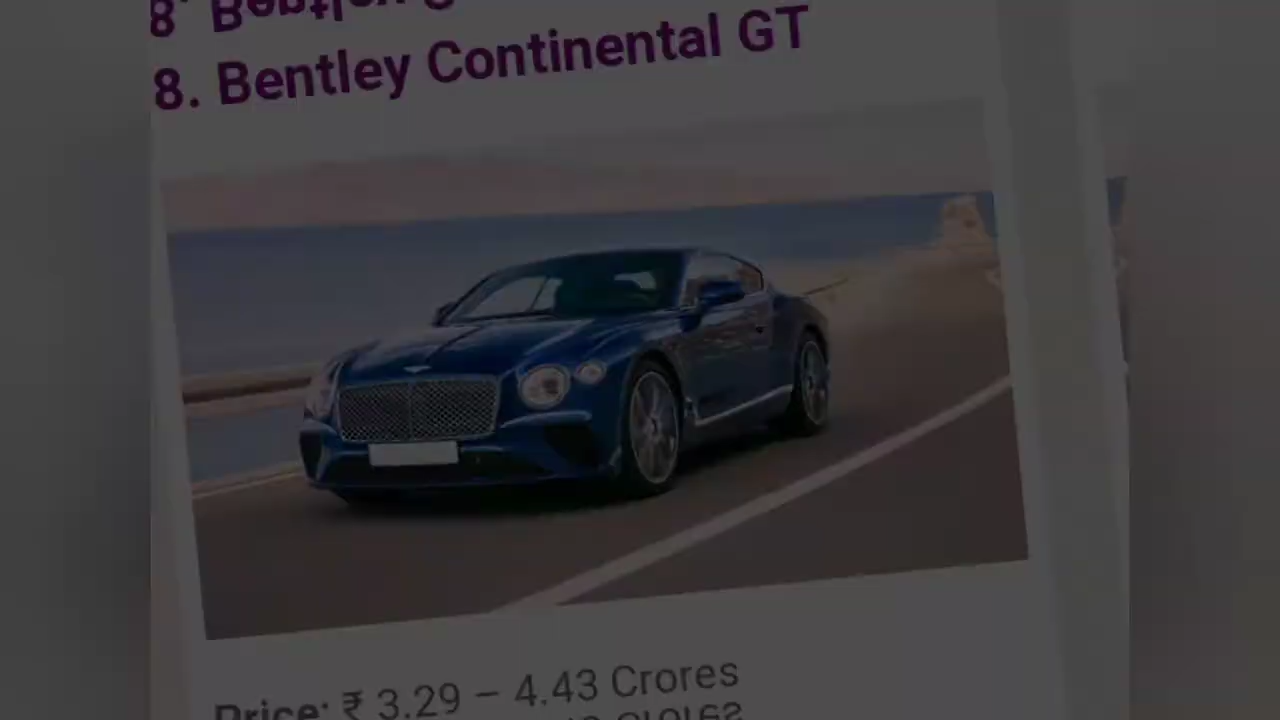 8. Bentley Continental GT
Price: ₹ 3.29 – 4.43 Crores